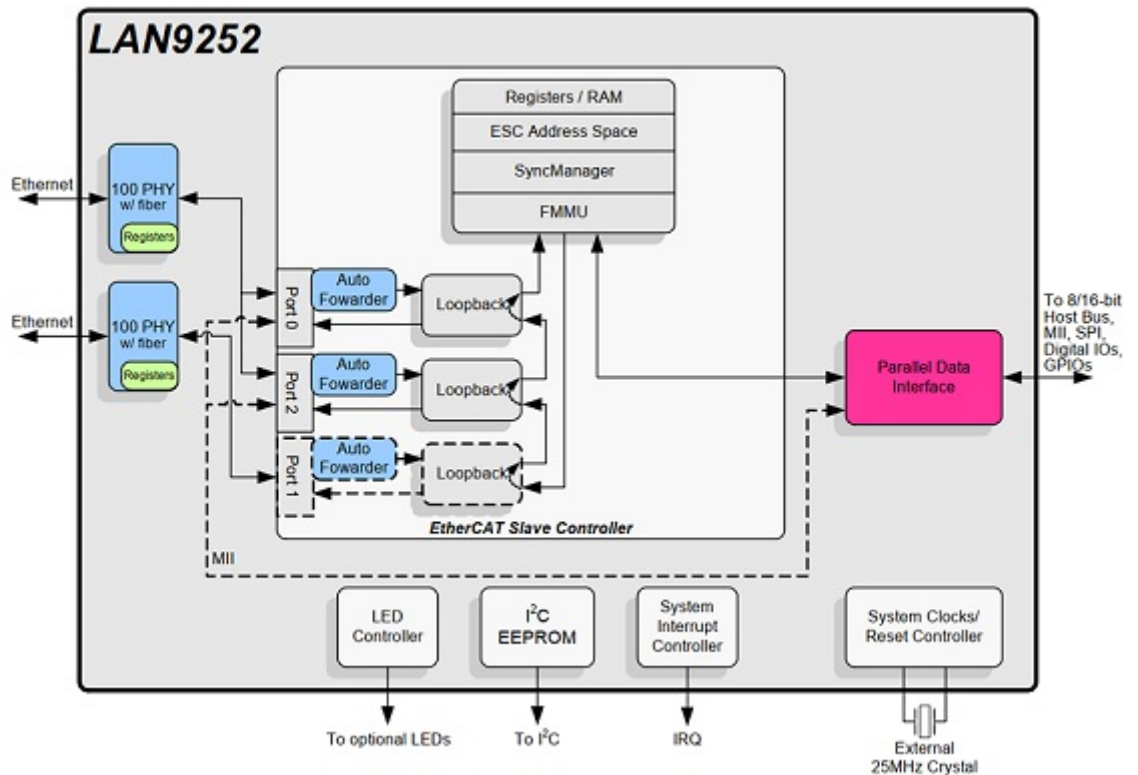 LAN9252
Registers / RAM
ESC Address Space
SyncManager
FMMU
Ethernet
100 PHY
w/ fiber
Registers
Ethernet
100 PHY
w/ fiber
Registers
Port 0
Auto
Fowarder
Loopback
Port 2
Auto
Fowarder
Loopback
Port 1
Auto
Fowarder
Loopback
EtherCAT Slave Controller
Parallel Data
Interface
To 8/16-bit
Host Bus,
MII, SPI,
Digital IOs,
GPIOs
MII
LED
Controller
I²C
EEPROM
System
Interrupt
Controller
System Clocks/
Reset Controller
To optional LEDs
To I²C
IRQ
External
25MHz Crystal